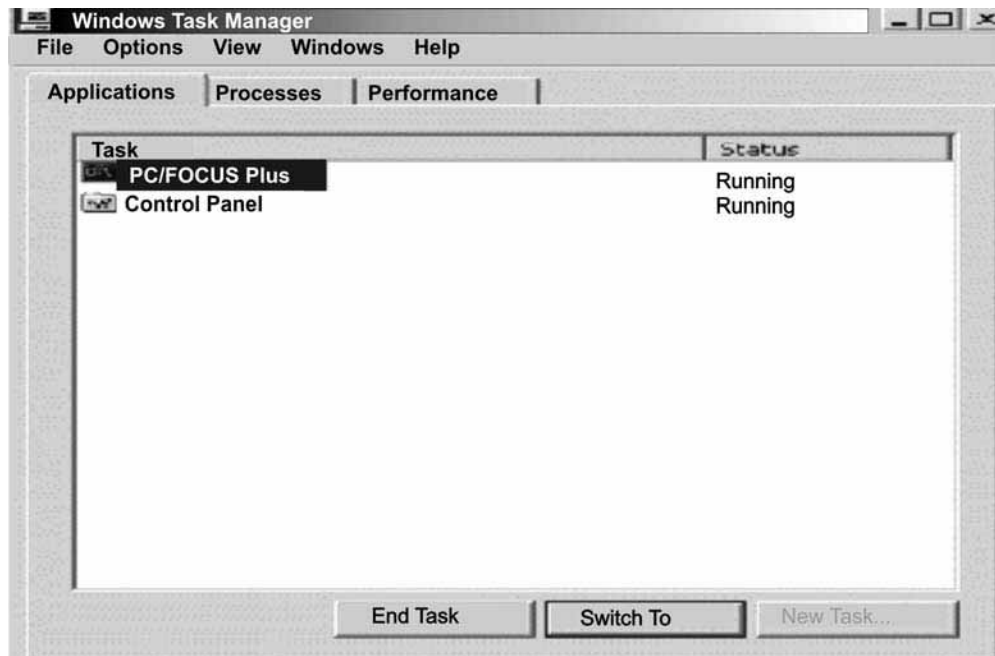 Windows Task Manager
File Options View Windows Help
Applications Processes Performance
Task Status
PC/FOCUS Plus Running
Control Panel Running
End Task Switch To New Task...